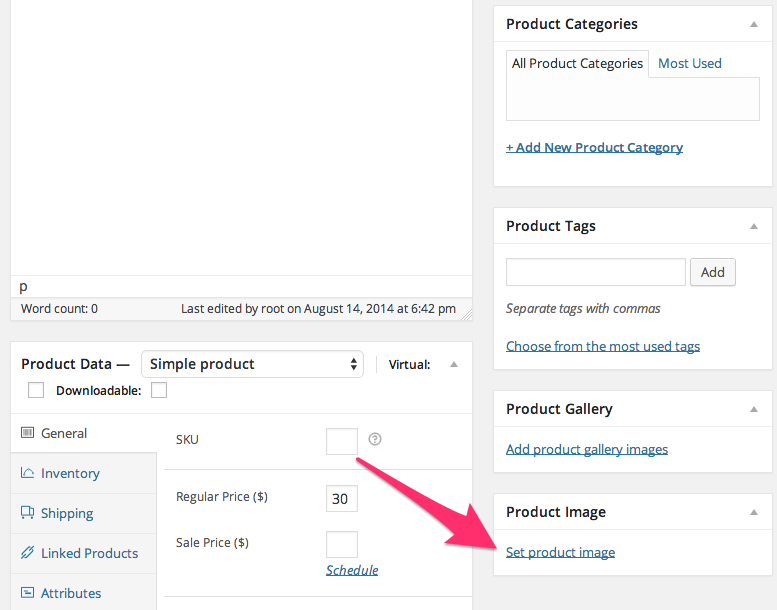 p
Word count: 0
Last edited by root on August 14, 2014 at 6:42 pm
Product Data — Simple product Virtual:
Downloadable:
General
Inventory
Shipping
Linked Products
Attributes
SKU ?
Regular Price ($) 30
Sale Price ($)
Schedule
Product Categories
All Product Categories Most Used
+ Add New Product Category
Product Tags
Add
Separate tags with commas
Choose from the most used tags
Product Gallery
Add product gallery images
Product Image
Set product image